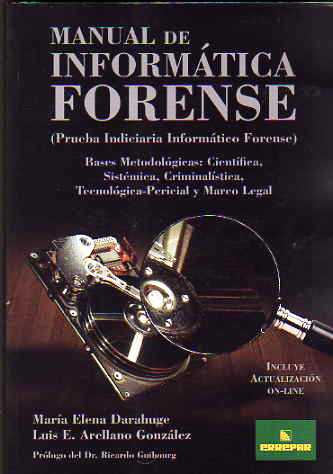 MANUAL DE
INFORMÁTICA
FORENSE
(Prueba Indiciaria Informático Forense)
Bases Metodológicas: Científica,
Sistémica, Criminalística,
Tecnológica-Pericial y Marco Legal
INCLUYE
ACTUALIZACIÓN
ON-LINE
María Elena Darahuge
Luis E. Arellano González
Prólogo del Dr. Ricardo Guibourg
ERREPAR